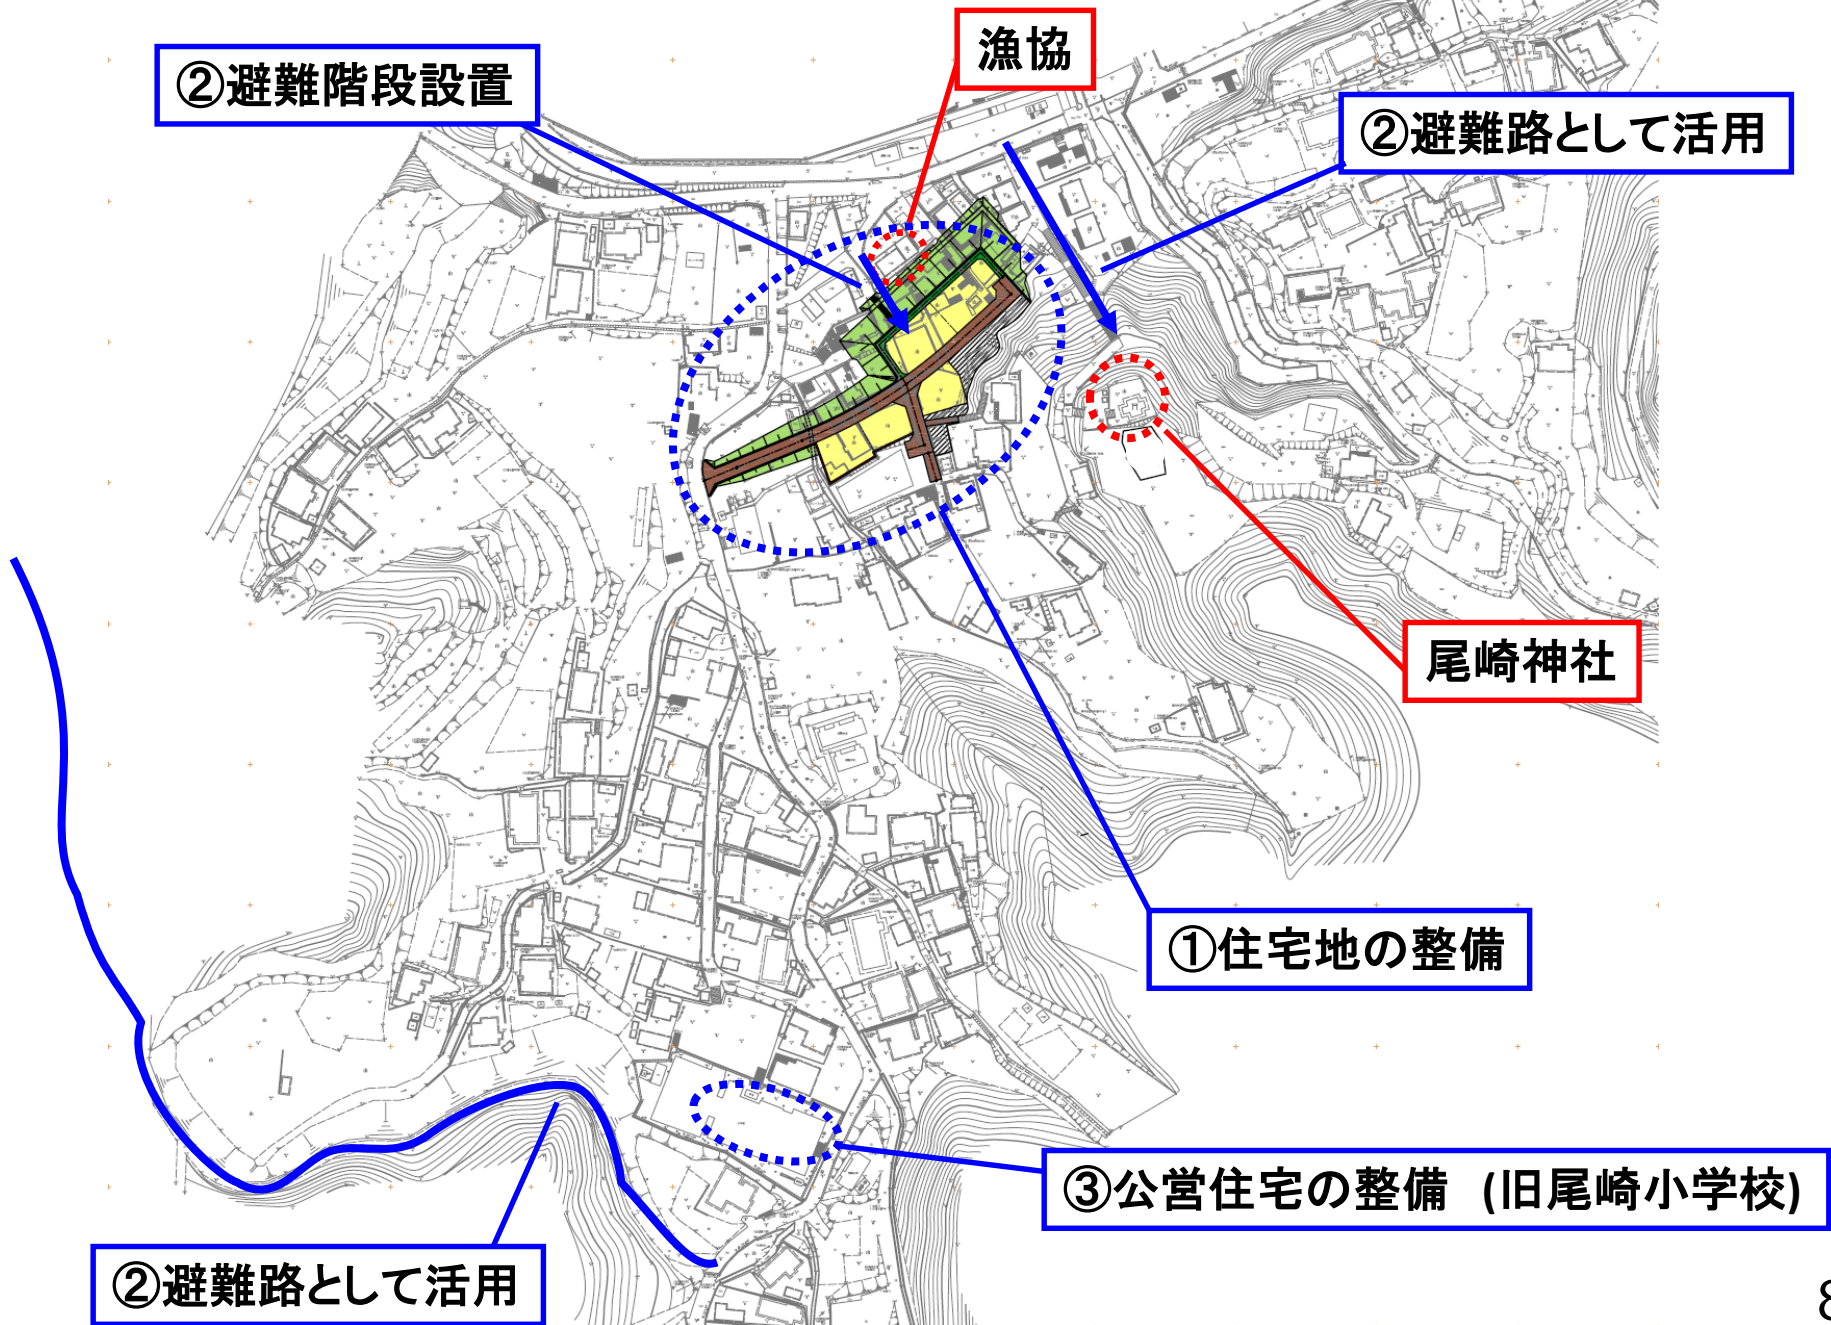 漁協
②避難階段設置
②避難路として活用
尾崎神社
①住宅地の整備
③公営住宅の整備 (旧尾崎小学校)
②避難路として活用
8